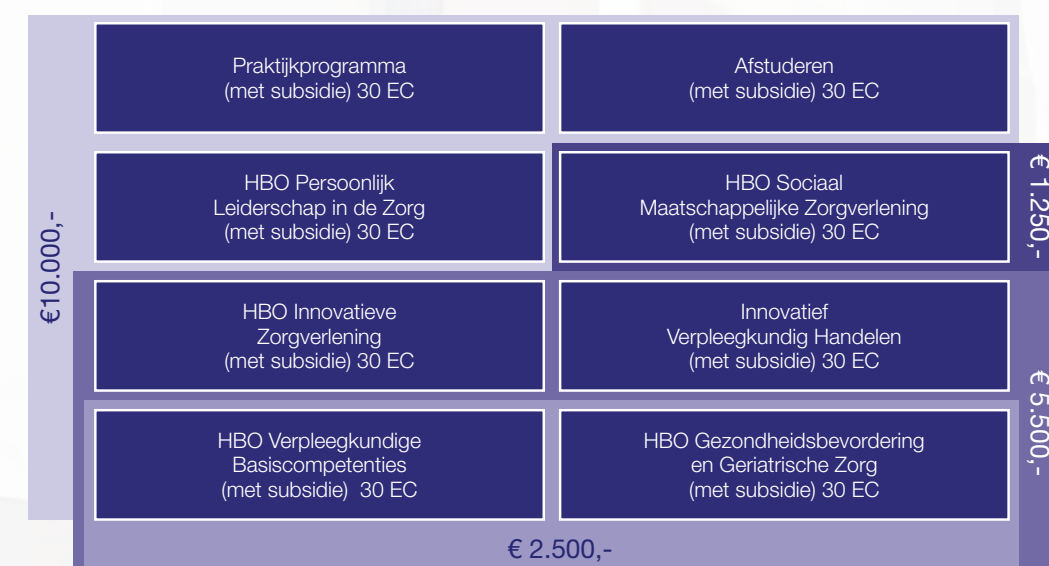 Praktijkprogramma
(met subsidie) 30 EC
Afstuderen
(met subsidie) 30 EC
HBO Persoonlijk
Leiderschap in de Zorg
(met subsidie) 30 EC
HBO Sociaal
Maatschappelijke Zorgverlening
(met subsidie) 30 EC
€ 1.250,-
€10.000,-
HBO Innovatieve
Zorgverlening
(met subsidie) 30 EC
Innovatief
Verpleegkundig Handelen
(met subsidie) 30 EC
€ 5.500,-
HBO Verpleegkundige
Basiscompetenties
(met subsidie) 30 EC
HBO Gezondheidsbevordering
en Geriatrische Zorg
(met subsidie) 30 EC
€ 2.500,-